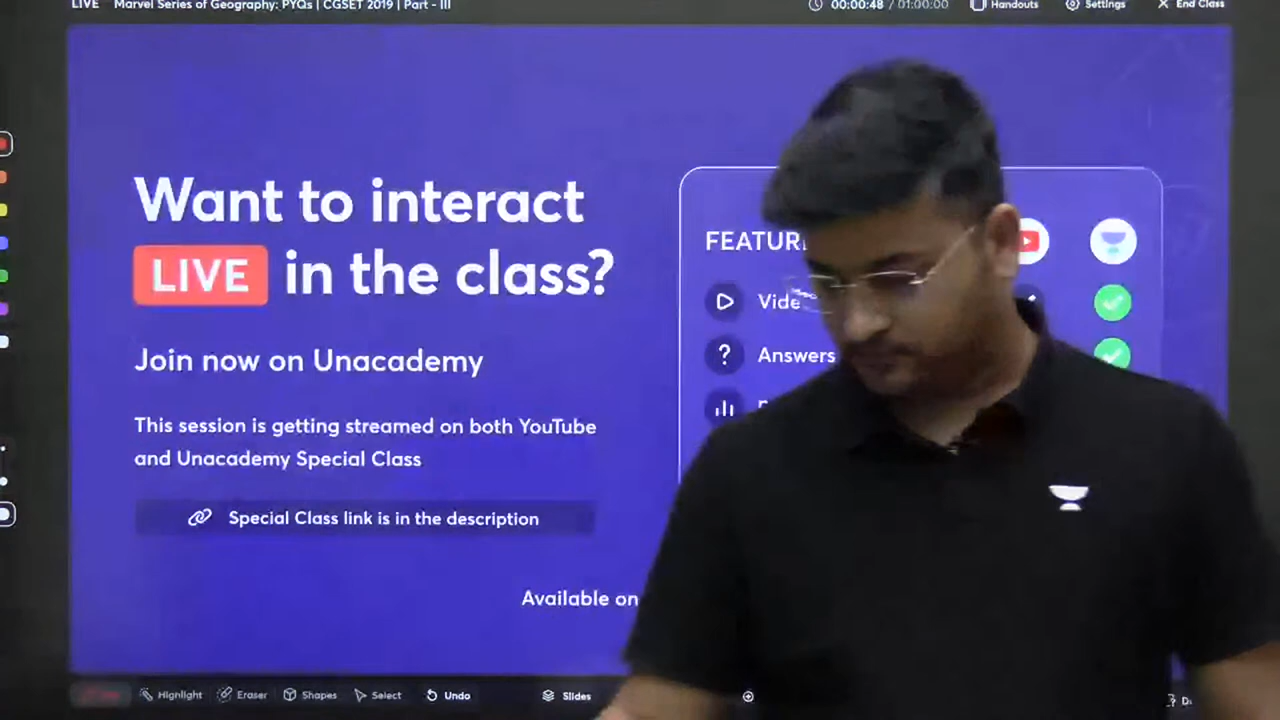 LIVE Marvel Series of Geography: PYQs | CGSET 2019 | Part - III
00:00:48 / 01:00:00 Handouts Settings End Class
Want to interact
LIVE in the class?
Join now on Unacademy
This session is getting streamed on both YouTube
and Unacademy Special Class
Special Class link is in the description
Available on
FEATUR
Vide
Answers
Highlight Eraser Shapes Select Undo Slides